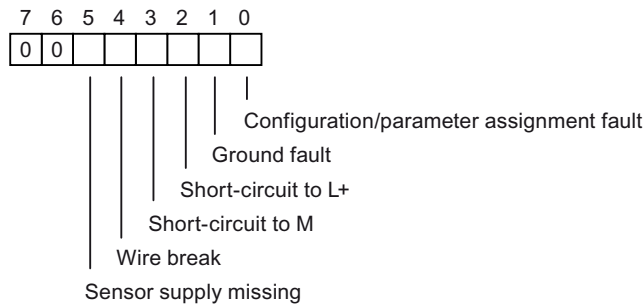 7 6 5 4 3 2 1 0
0 0
Configuration/parameter assignment fault
Ground fault
Short-circuit to L+
Short-circuit to M
Wire break
Sensor supply missing